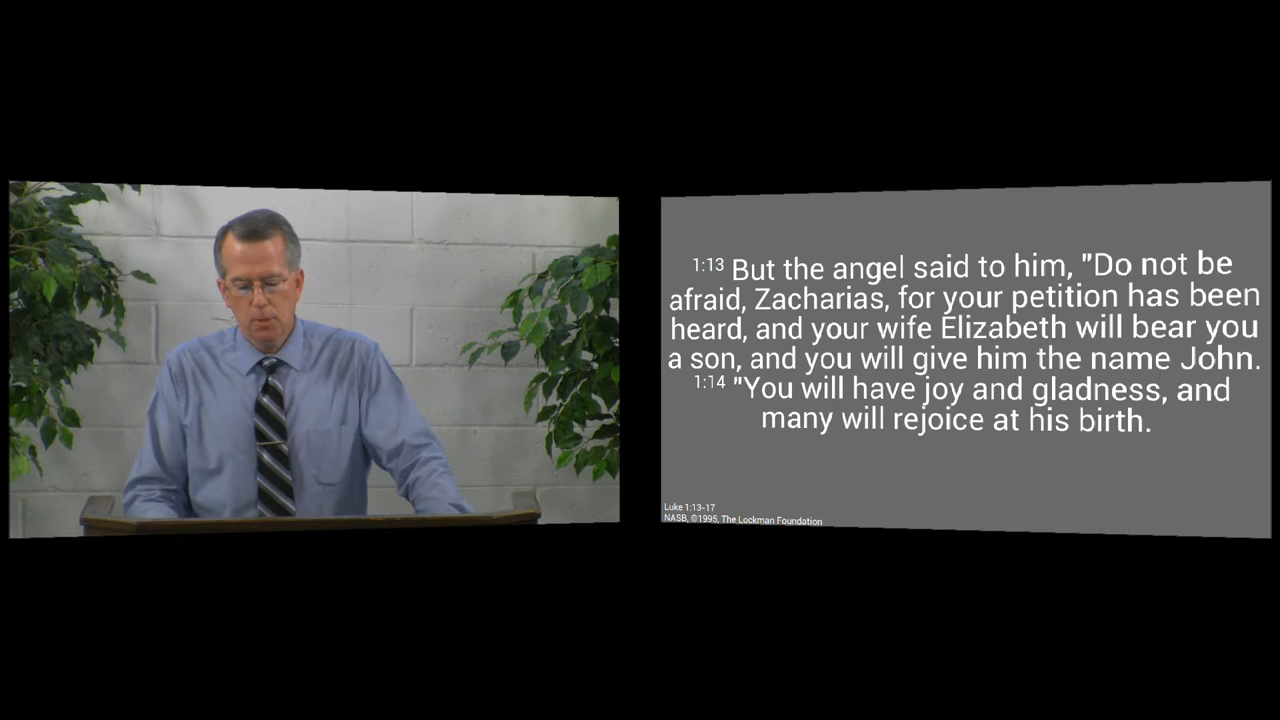 1:13 But the angel said to him, "Do not be
afraid, Zacharias, for your petition has been
heard, and your wife Elizabeth will bear you
a son, and you will give him the name John.
1:14 "You will have joy and gladness, and
many will rejoice at his birth.
Luke 1:13-17
NASB, ©1995, The Lockman Foundation